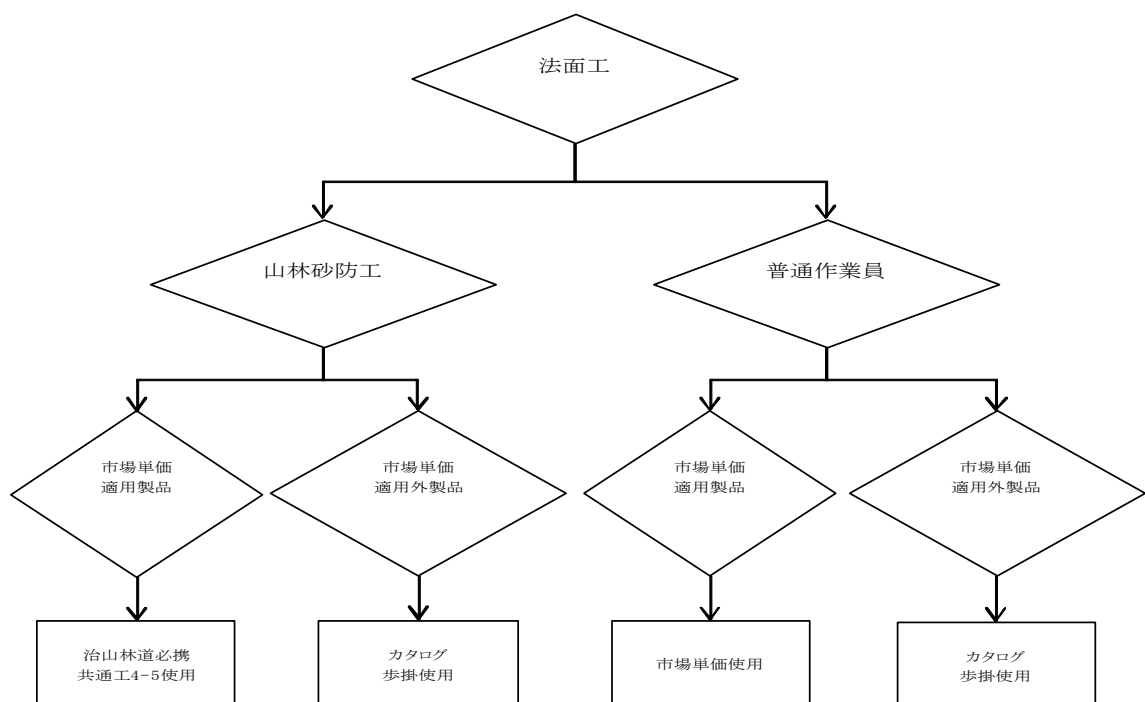 法面工
山林砂防工
普通作業員
市場単価
適用製品
市場単価
適用外製品
市場単価
適用製品
市場単価
適用外製品
治山林道必携
共通工4-5使用
カタログ
歩掛使用
市場単価使用
カタログ
歩掛使用